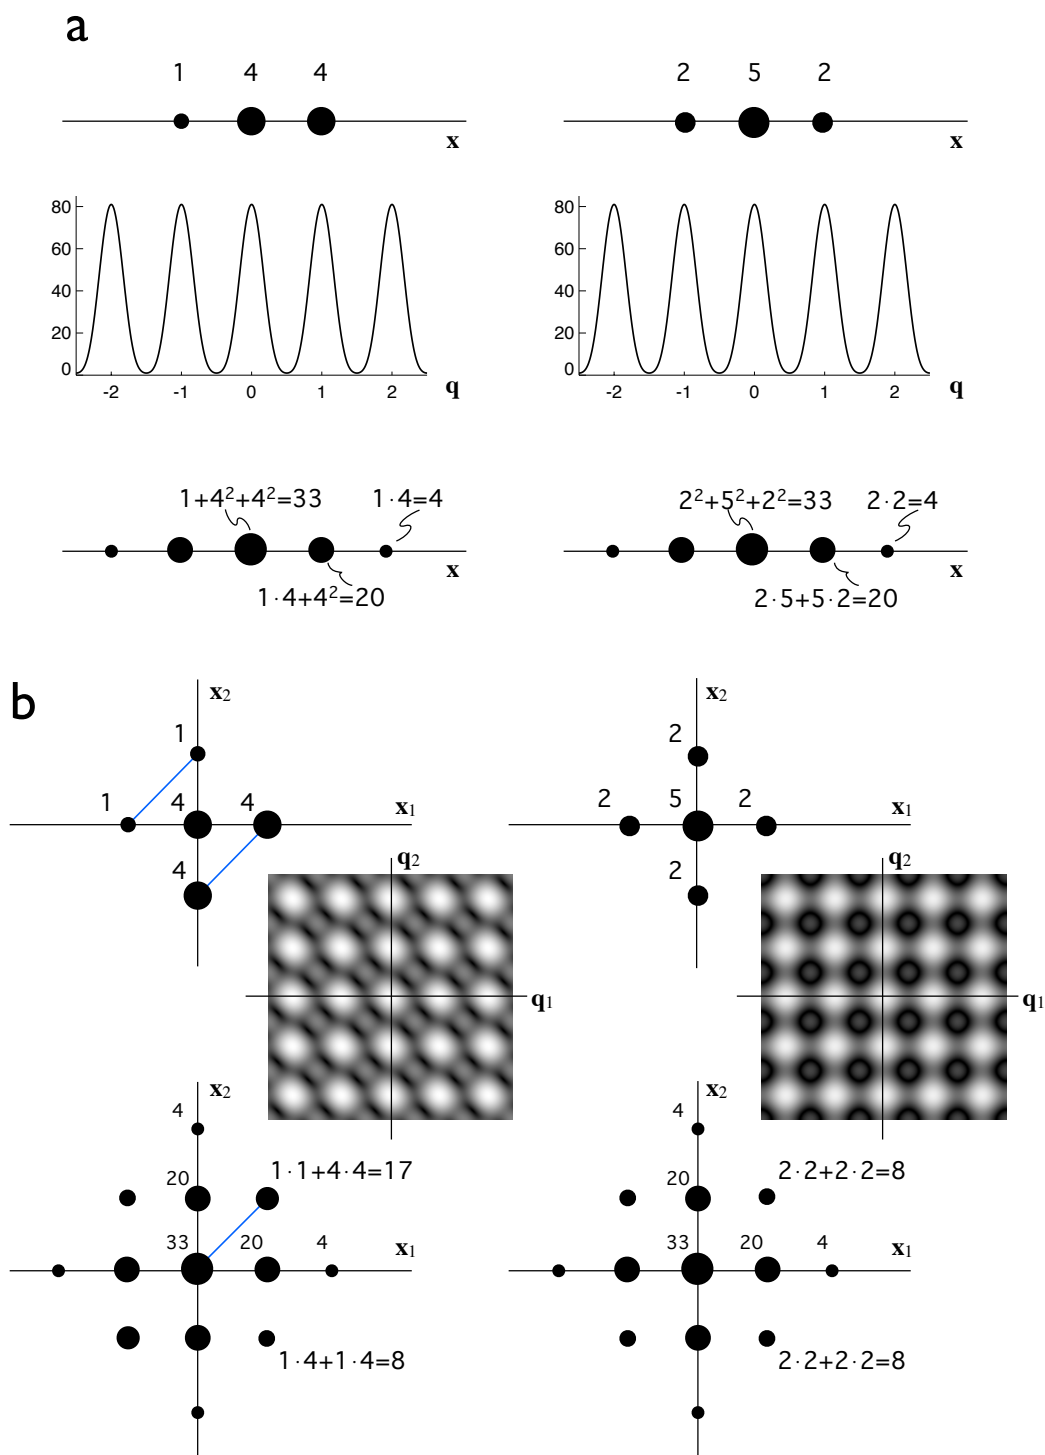 a
1 4 4 2 5 2
x x
80 80
60 60
40 40
20 20
0 0
-2 -1 0 1 2 q -2 -1 0 1 2 q
1+4²+4²=33 1·4=4 2²+5²+2²=33 2·2=4
x x
1·4+4²=20 2·5+5·2=20
b
x₂ x₂
1 2
1 4 4 x₁ 2 5 2 x₁
q₂ q₂
4 2
q₁ q₁
x₂ x₂
4 4
20 1·1+4·4=17 20 2·2+2·2=8
33 20 4 x₁ 33 20 4 x₁
1·4+1·4=8 2·2+2·2=8